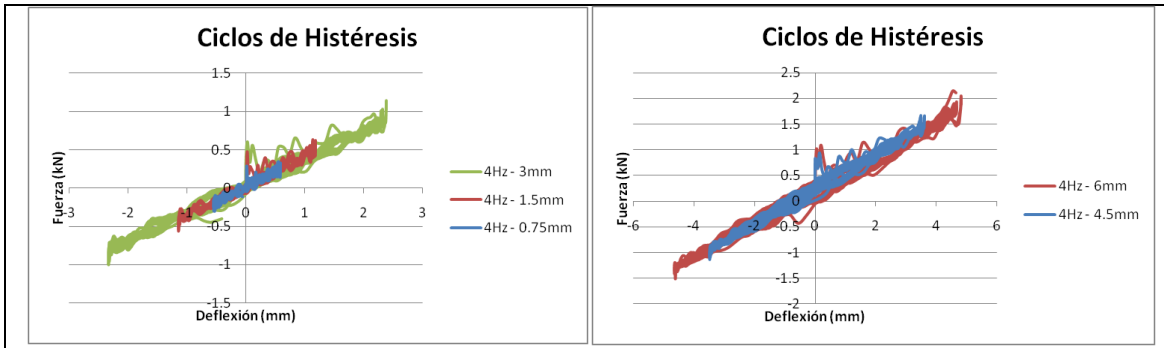 Ciclos de Histéresis
1.5
1
0.5
0
-0.5
-1
-1.5
-3 -2 -1 0 1 2 3
Fuerza (kN)
Deflexión (mm)
4Hz - 3mm
4Hz - 1.5mm
4Hz - 0.75mm
Ciclos de Histéresis
2.5
2
1.5
1
0.5
0
-0.5
-1
-1.5
-2
-6 -4 -2 0 2 4 6
Fuerza (kN)
Deflexión (mm)
4Hz - 6mm
4Hz - 4.5mm